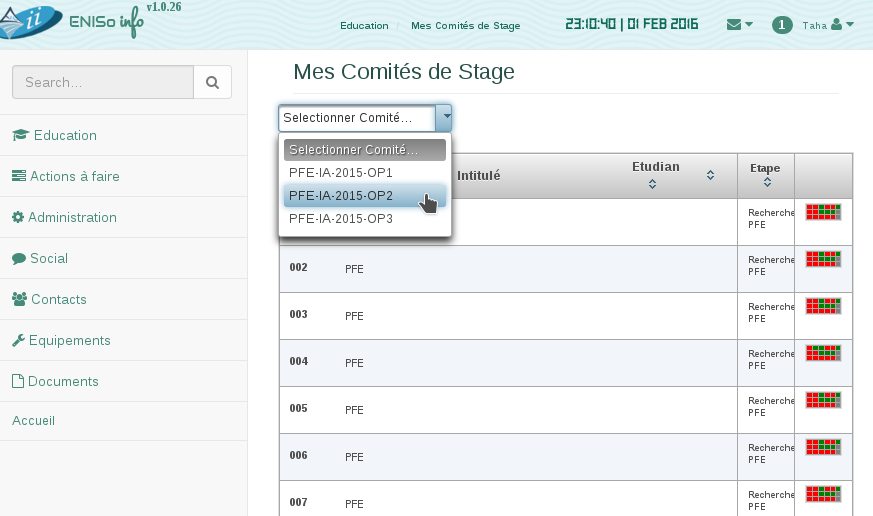 ENISo info v1.0.26
Education / Mes Comités de Stage
23:10:40 | 01 FEB 2016
1
Taha
Search...
Education
Actions à faire
Administration
Social
Contacts
Equipements
Documents
Accueil
Mes Comités de Stage
Selectionner Comité...
Selectionner Comité...
PFE-IA-2015-OP1
PFE-IA-2015-OP2
PFE-IA-2015-OP3
Intitulé Etudian Etape
Recherche
PFE
002 PFE Recherche
PFE
003 PFE Recherche
PFE
004 PFE Recherche
PFE
005 PFE Recherche
PFE
006 PFE Recherche
PFE
007 PFE Recherche
PFE